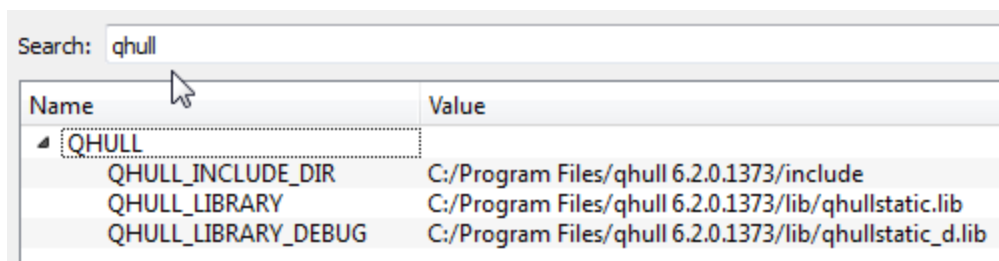 Search: qhull
Name Value
QHULL
QHULL_INCLUDE_DIR C:/Program Files/qhull 6.2.0.1373/include
QHULL_LIBRARY C:/Program Files/qhull 6.2.0.1373/lib/qhullstatic.lib
QHULL_LIBRARY_DEBUG C:/Program Files/qhull 6.2.0.1373/lib/qhullstatic_d.lib